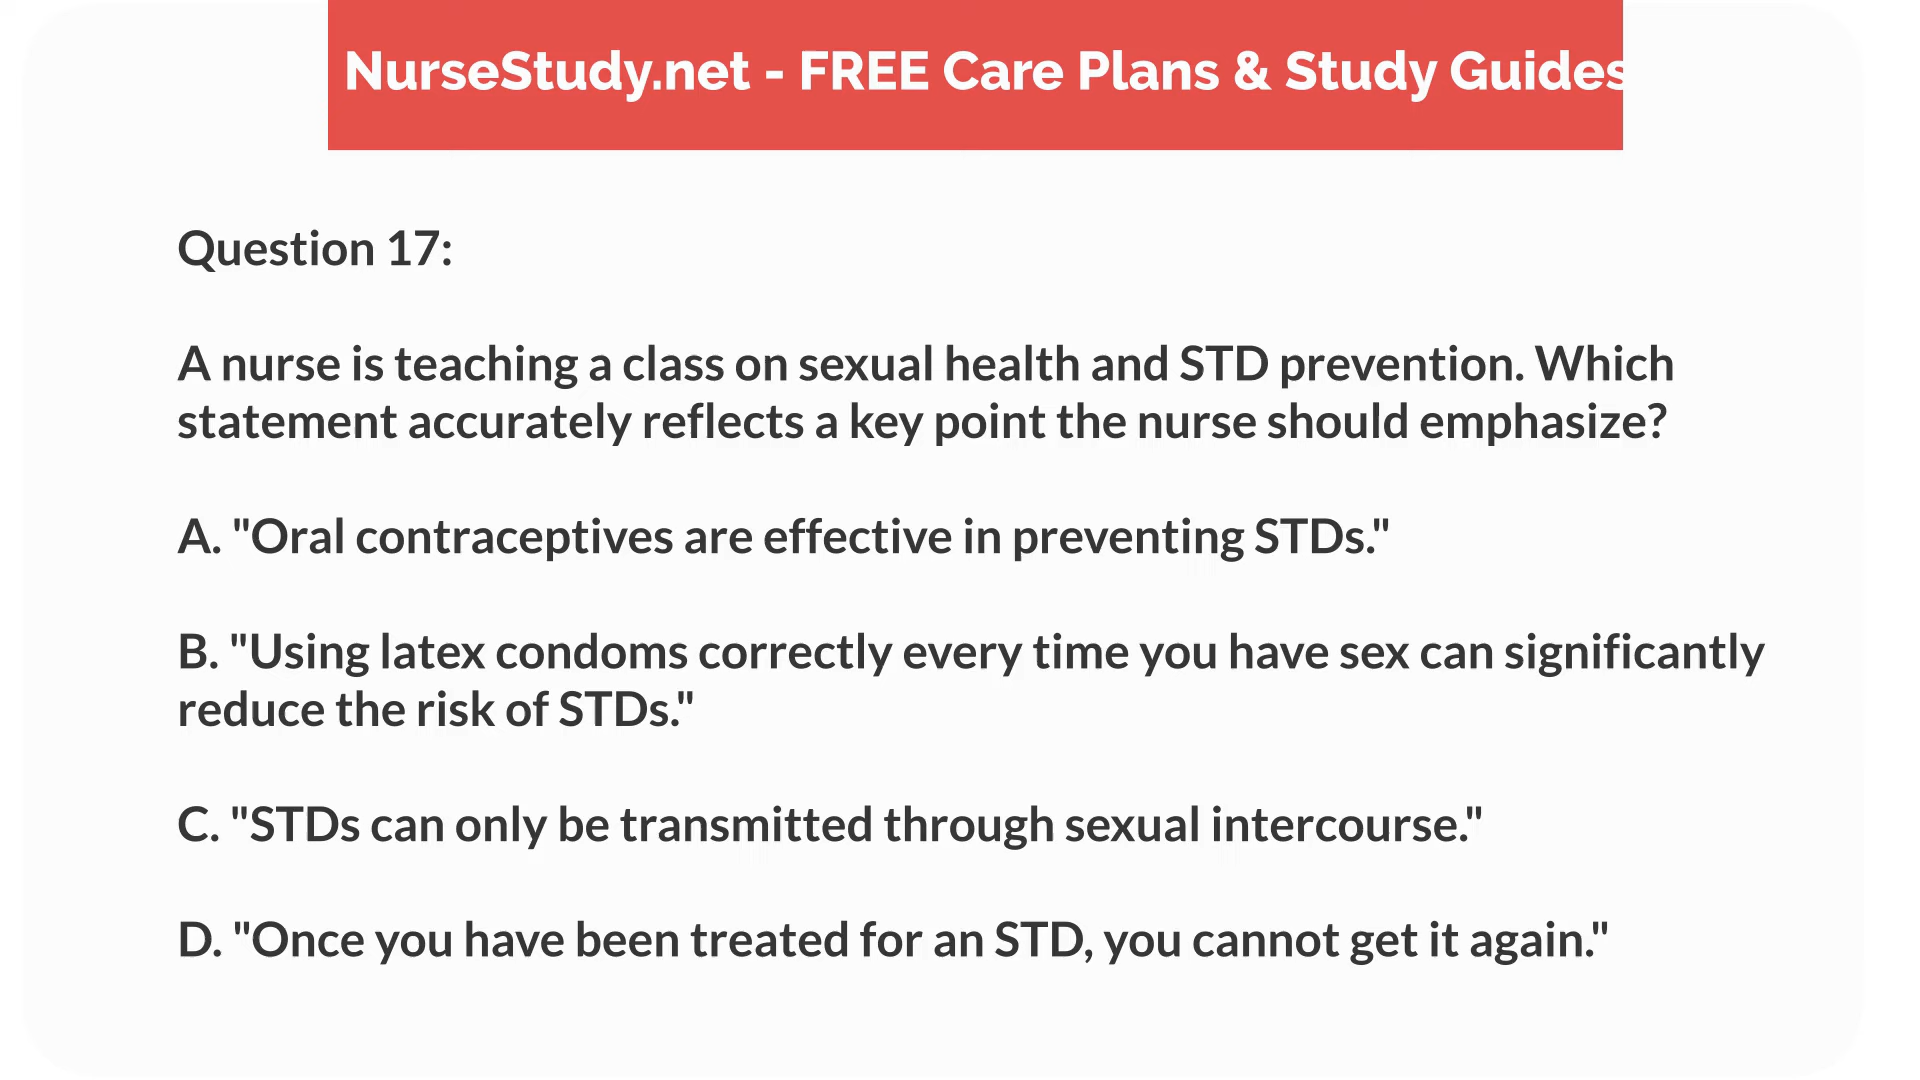 NurseStudy.net - FREE Care Plans & Study Guides
Question 17:
A nurse is teaching a class on sexual health and STD prevention. Which
statement accurately reflects a key point the nurse should emphasize?
A. "Oral contraceptives are effective in preventing STDs."
B. "Using latex condoms correctly every time you have sex can significantly
reduce the risk of STDs."
C. "STDs can only be transmitted through sexual intercourse."
D. "Once you have been treated for an STD, you cannot get it again."